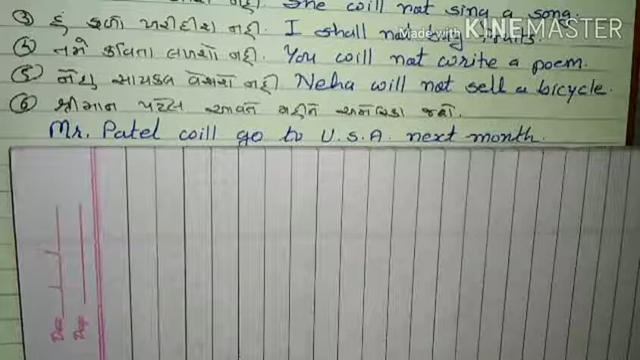 She will not sing a song.
③ હું ફળો ખરીદીશ નહી. I shall not buy fruits.
Made with KINEMASTER
④ તમે કવિતા લખશો નહી. You will not write a poem.
⑤ નેહા સાયકલ વેચશે નહી. Neha will not sell a bicycle.
⑥ શ્રીમાન પટેલ આવતે મહીને અમેરિકા જશે.
Mr. Patel will go to U.S.A. next month.
Date
Page